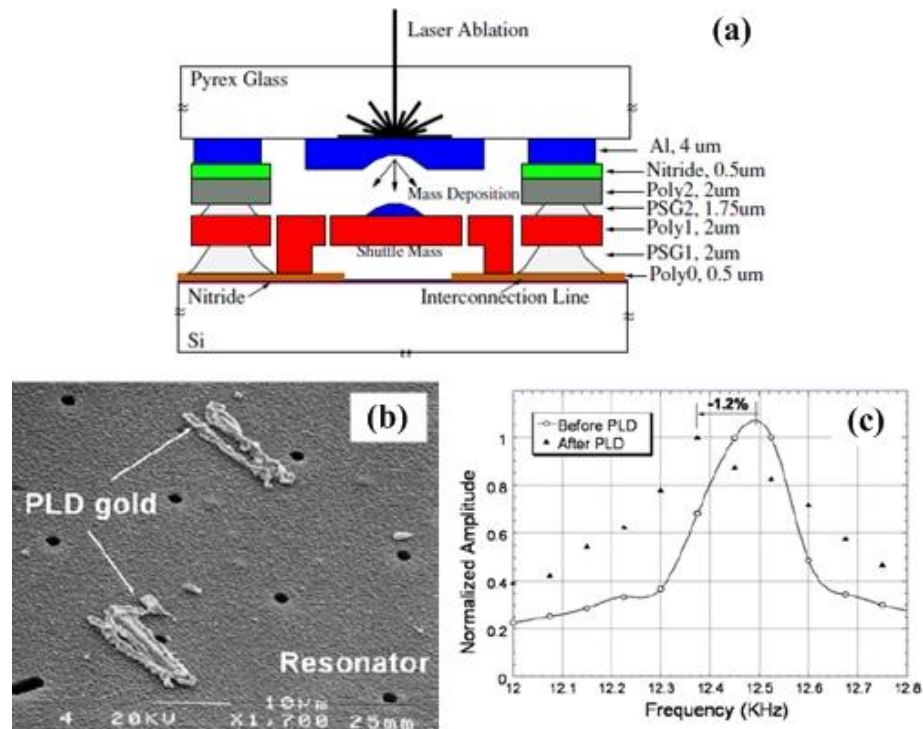 Laser Ablation
(a)
Pyrex Glass
Al, 4 um
Nitride, 0.5um
Poly2, 2um
PSG2, 1.75um
Poly1, 2um
PSG1, 2um
Poly0, 0.5 um
Mass Deposition
Shuttle Mass
Nitride
Interconnection Line
Si
(b)
PLD gold
Resonator
10μm
4 20KV X1,700 25mm
(c)
-1.2%
Before PLD
After PLD
Normalized Amplitude
1
0.8
0.6
0.4
0.2
0
12 12.1 12.2 12.3 12.4 12.5 12.6 12.7 12.8
Frequency (KHz)